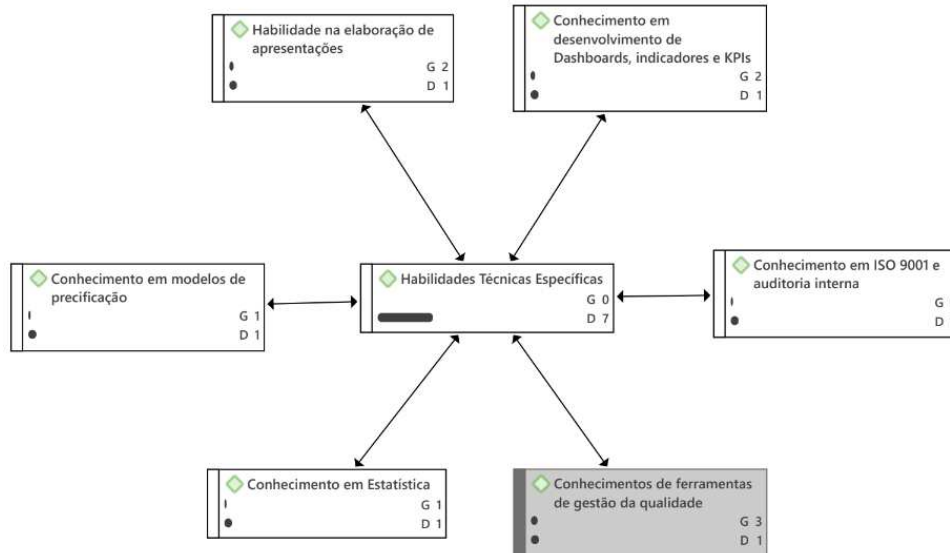 Habilidade na elaboração de
apresentações
G 2
D 1
Conhecimento em
desenvolvimento de
Dashboards, indicadores e KPIs
G 2
D 1
Conhecimento em modelos de
precificação
G 1
D 1
Habilidades Técnicas Específicas
G 0
D 7
Conhecimento em ISO 9001 e
auditoria interna
G
D
Conhecimento em Estatística
G 1
D 1
Conhecimentos de ferramentas
de gestão da qualidade
G 3
D 1